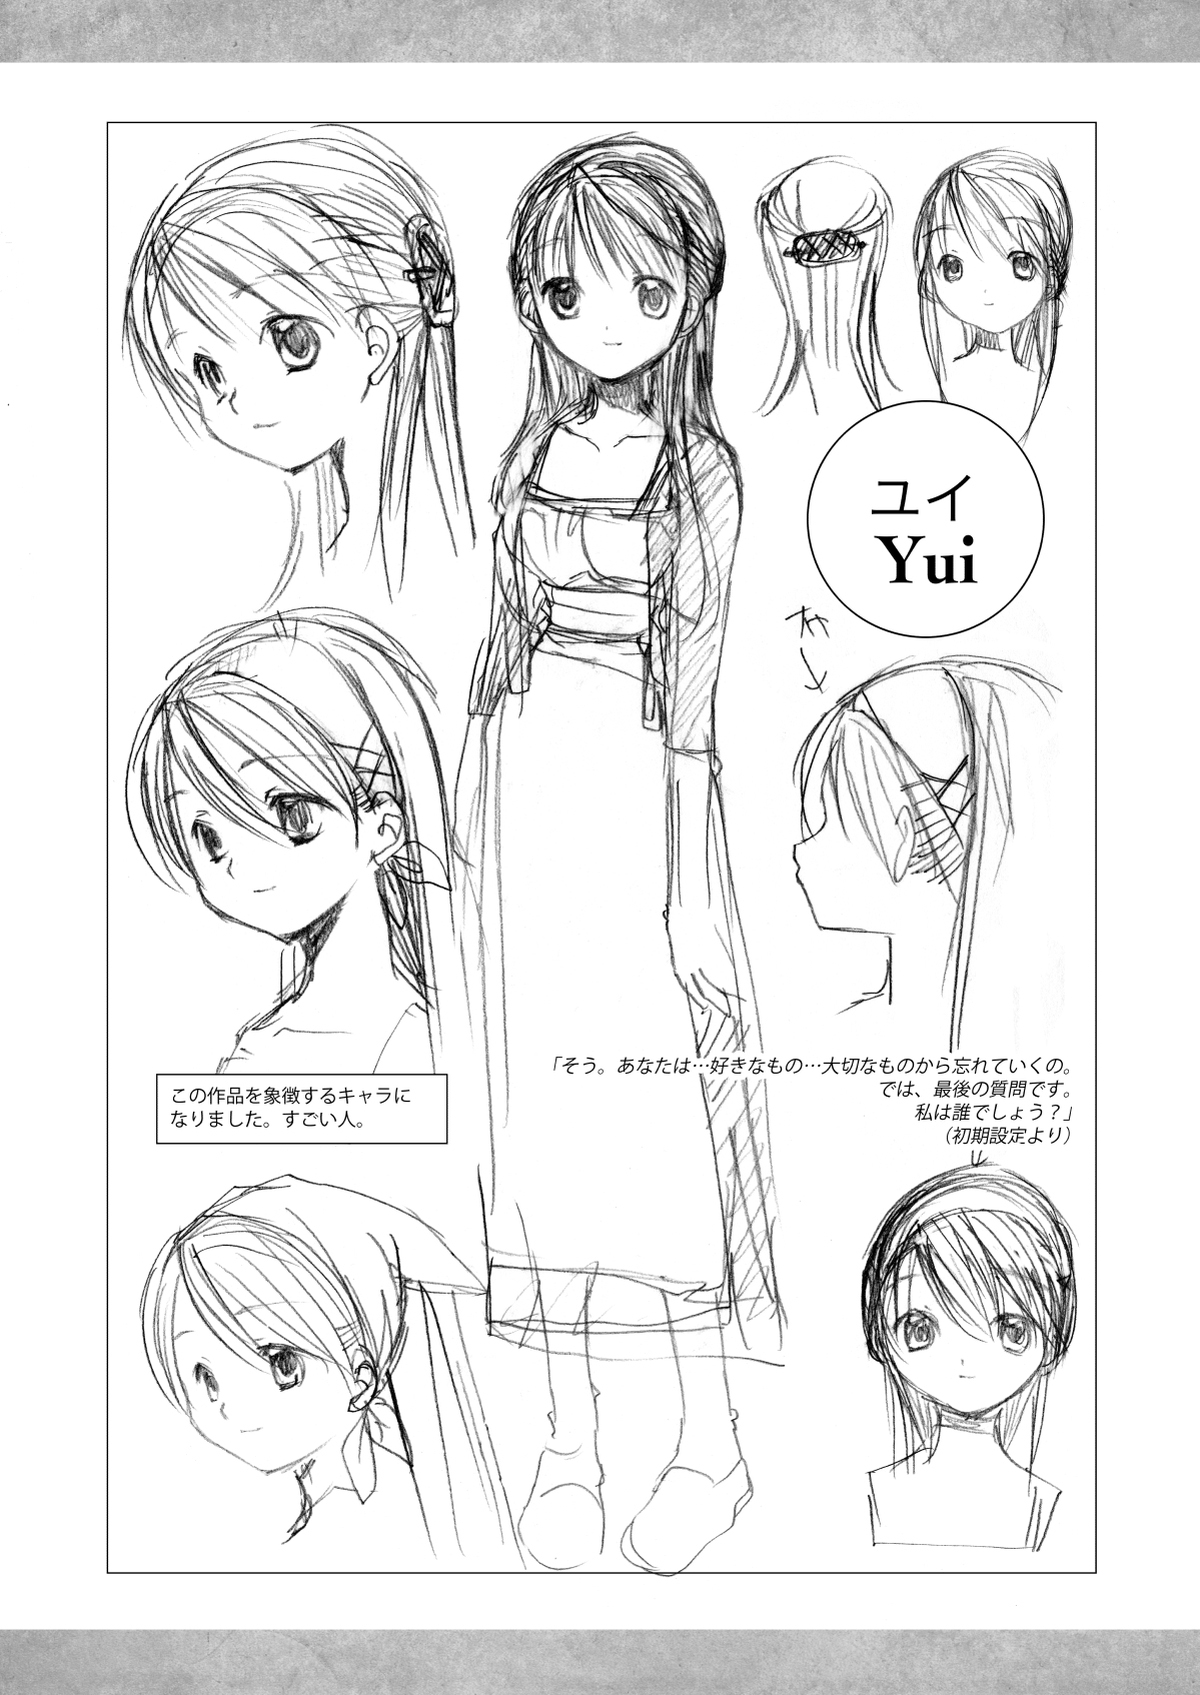 ユイ
Yui
「そう。あなたは…好きなもの…大切なものから忘れていくの。
では、最後の質問です。
私は誰でしょう？」
（初期設定より）
この作品を象徴するキャラに
なりました。すごい人。